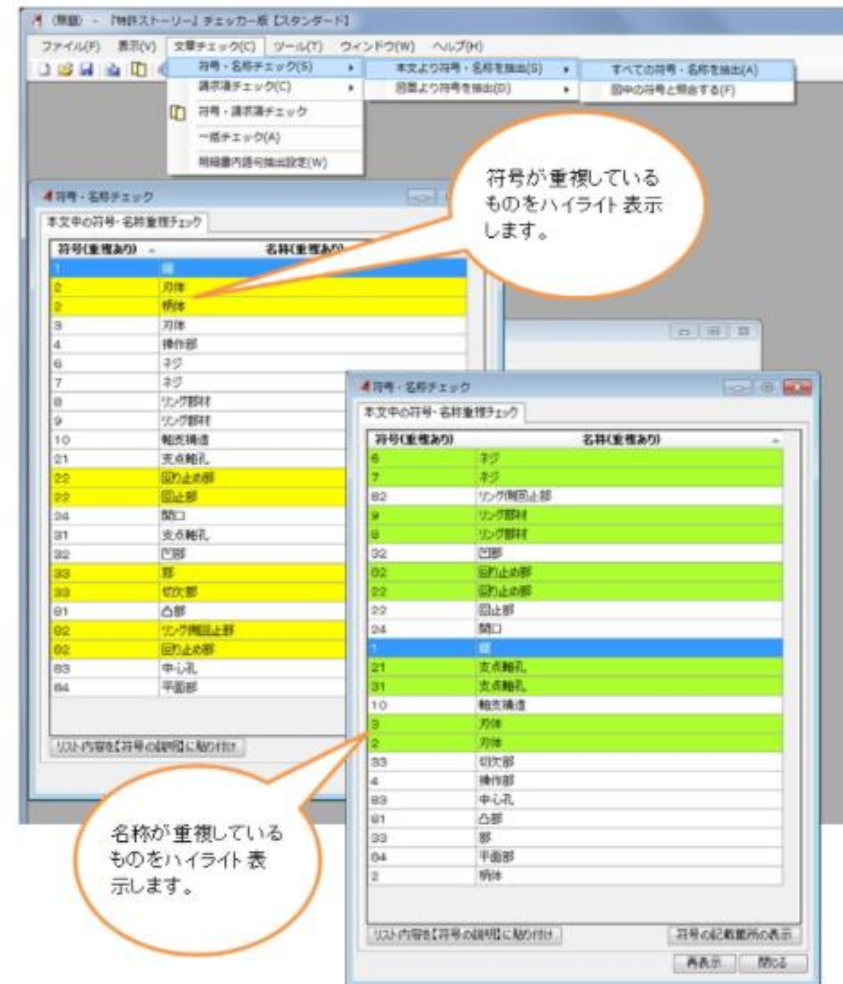 (無題) - 『特許ストーリー』チェッカー板【スタンダード】
ファイル(F) 表示(V) 文章チェック(C) ツール(T) ウィンドウ(W) ヘルプ(H)
符号・名称チェック(S) 本文より符号・名称を抽出(S) すべての符号・名称を抽出(A)
請求項チェック(C) 図面より符号を抽出(D) 図中の符号と照合する(F)
符号・請求項チェック
一括チェック(A)
明細書内語句抽出設定(W)
符号が重複している
ものをハイライト表示
します。
符号・名称チェック
本文中の符号・名称重複チェック
符号(重複あり) 名称(重複あり)
1
2 刃体
2 柄体
3 刃体
4 操作部
6 ネジ
7 ネジ
8 リング部材
9 リング部材
10 軸支構造
21 支点軸孔
22 回り止め部
22 回止部
24 開口
31 支点軸孔
32 凹部
33 部
33 切欠部
81 凸部
82 リング側回止部
82 回り止め部
83 中心孔
84 平面部
リスト内容を【符号の説明】に貼り付け
符号・名称チェック
本文中の符号・名称重複チェック
符号(重複あり) 名称(重複あり)
6 ネジ
7 ネジ
82 リング側回止部
9 リング部材
8 リング部材
32 凹部
82 回り止め部
22 回り止め部
22 回止部
24 開口
1
21 支点軸孔
31 支点軸孔
10 軸支構造
3 刃体
2 刃体
33 切欠部
4 操作部
83 中心孔
81 凸部
33 部
84 平面部
2 柄体
リスト内容を【符号の説明】に貼り付け 符号の記載箇所の表示
再表示 閉じる
名称が重複している
ものをハイライト表
示します。